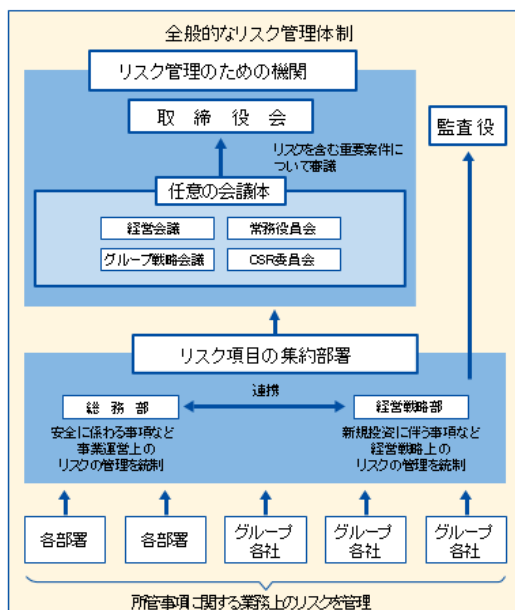 全般的なリスク管理体制
リスク管理のための機関
取締役会
監査役
リスクを含む重要案件に
ついて審議
任意の会議体
経営会議
常務役員会
グループ戦略会議
CSR委員会
リスク項目の集約部署
連携
総務部
経営戦略部
安全に係わる事項など
事業運営上の
リスクの管理を統制
新規投資に伴う事項など
経営戦略上の
リスクの管理を統制
各部署
各部署
グループ
各社
グループ
各社
グループ
各社
所管事項に関する業務上のリスクを管理